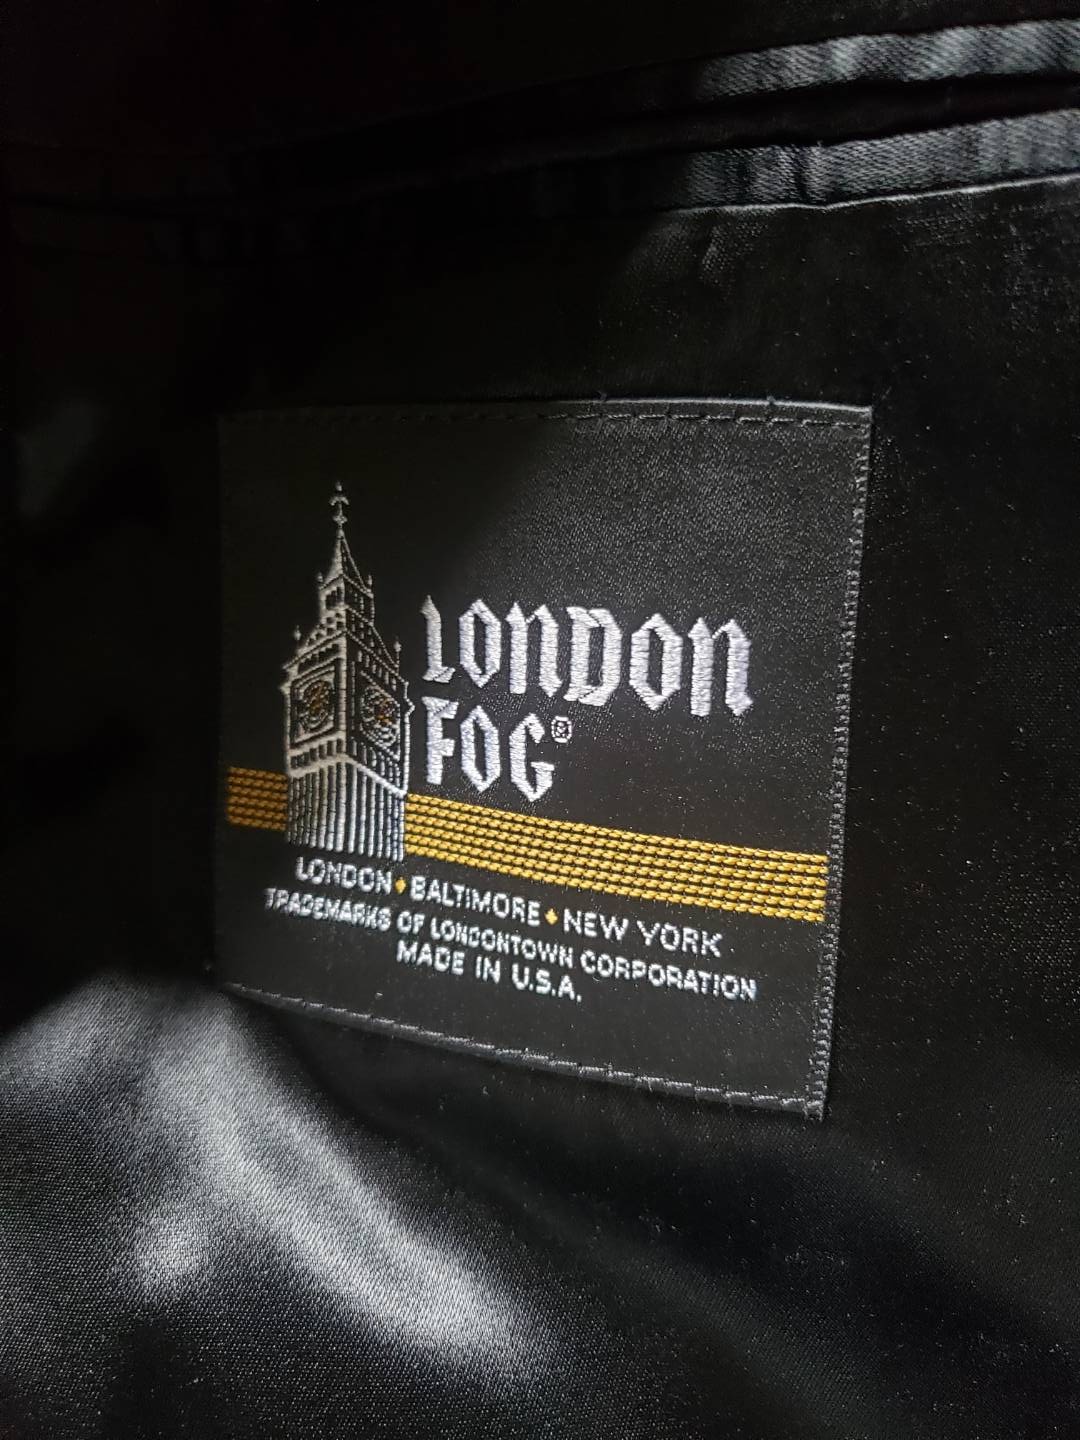 LONDON
FOG®
LONDON ♦ BALTIMORE ♦ NEW YORK
TRADEMARKS OF LONDONTOWN CORPORATION
MADE IN U.S.A.